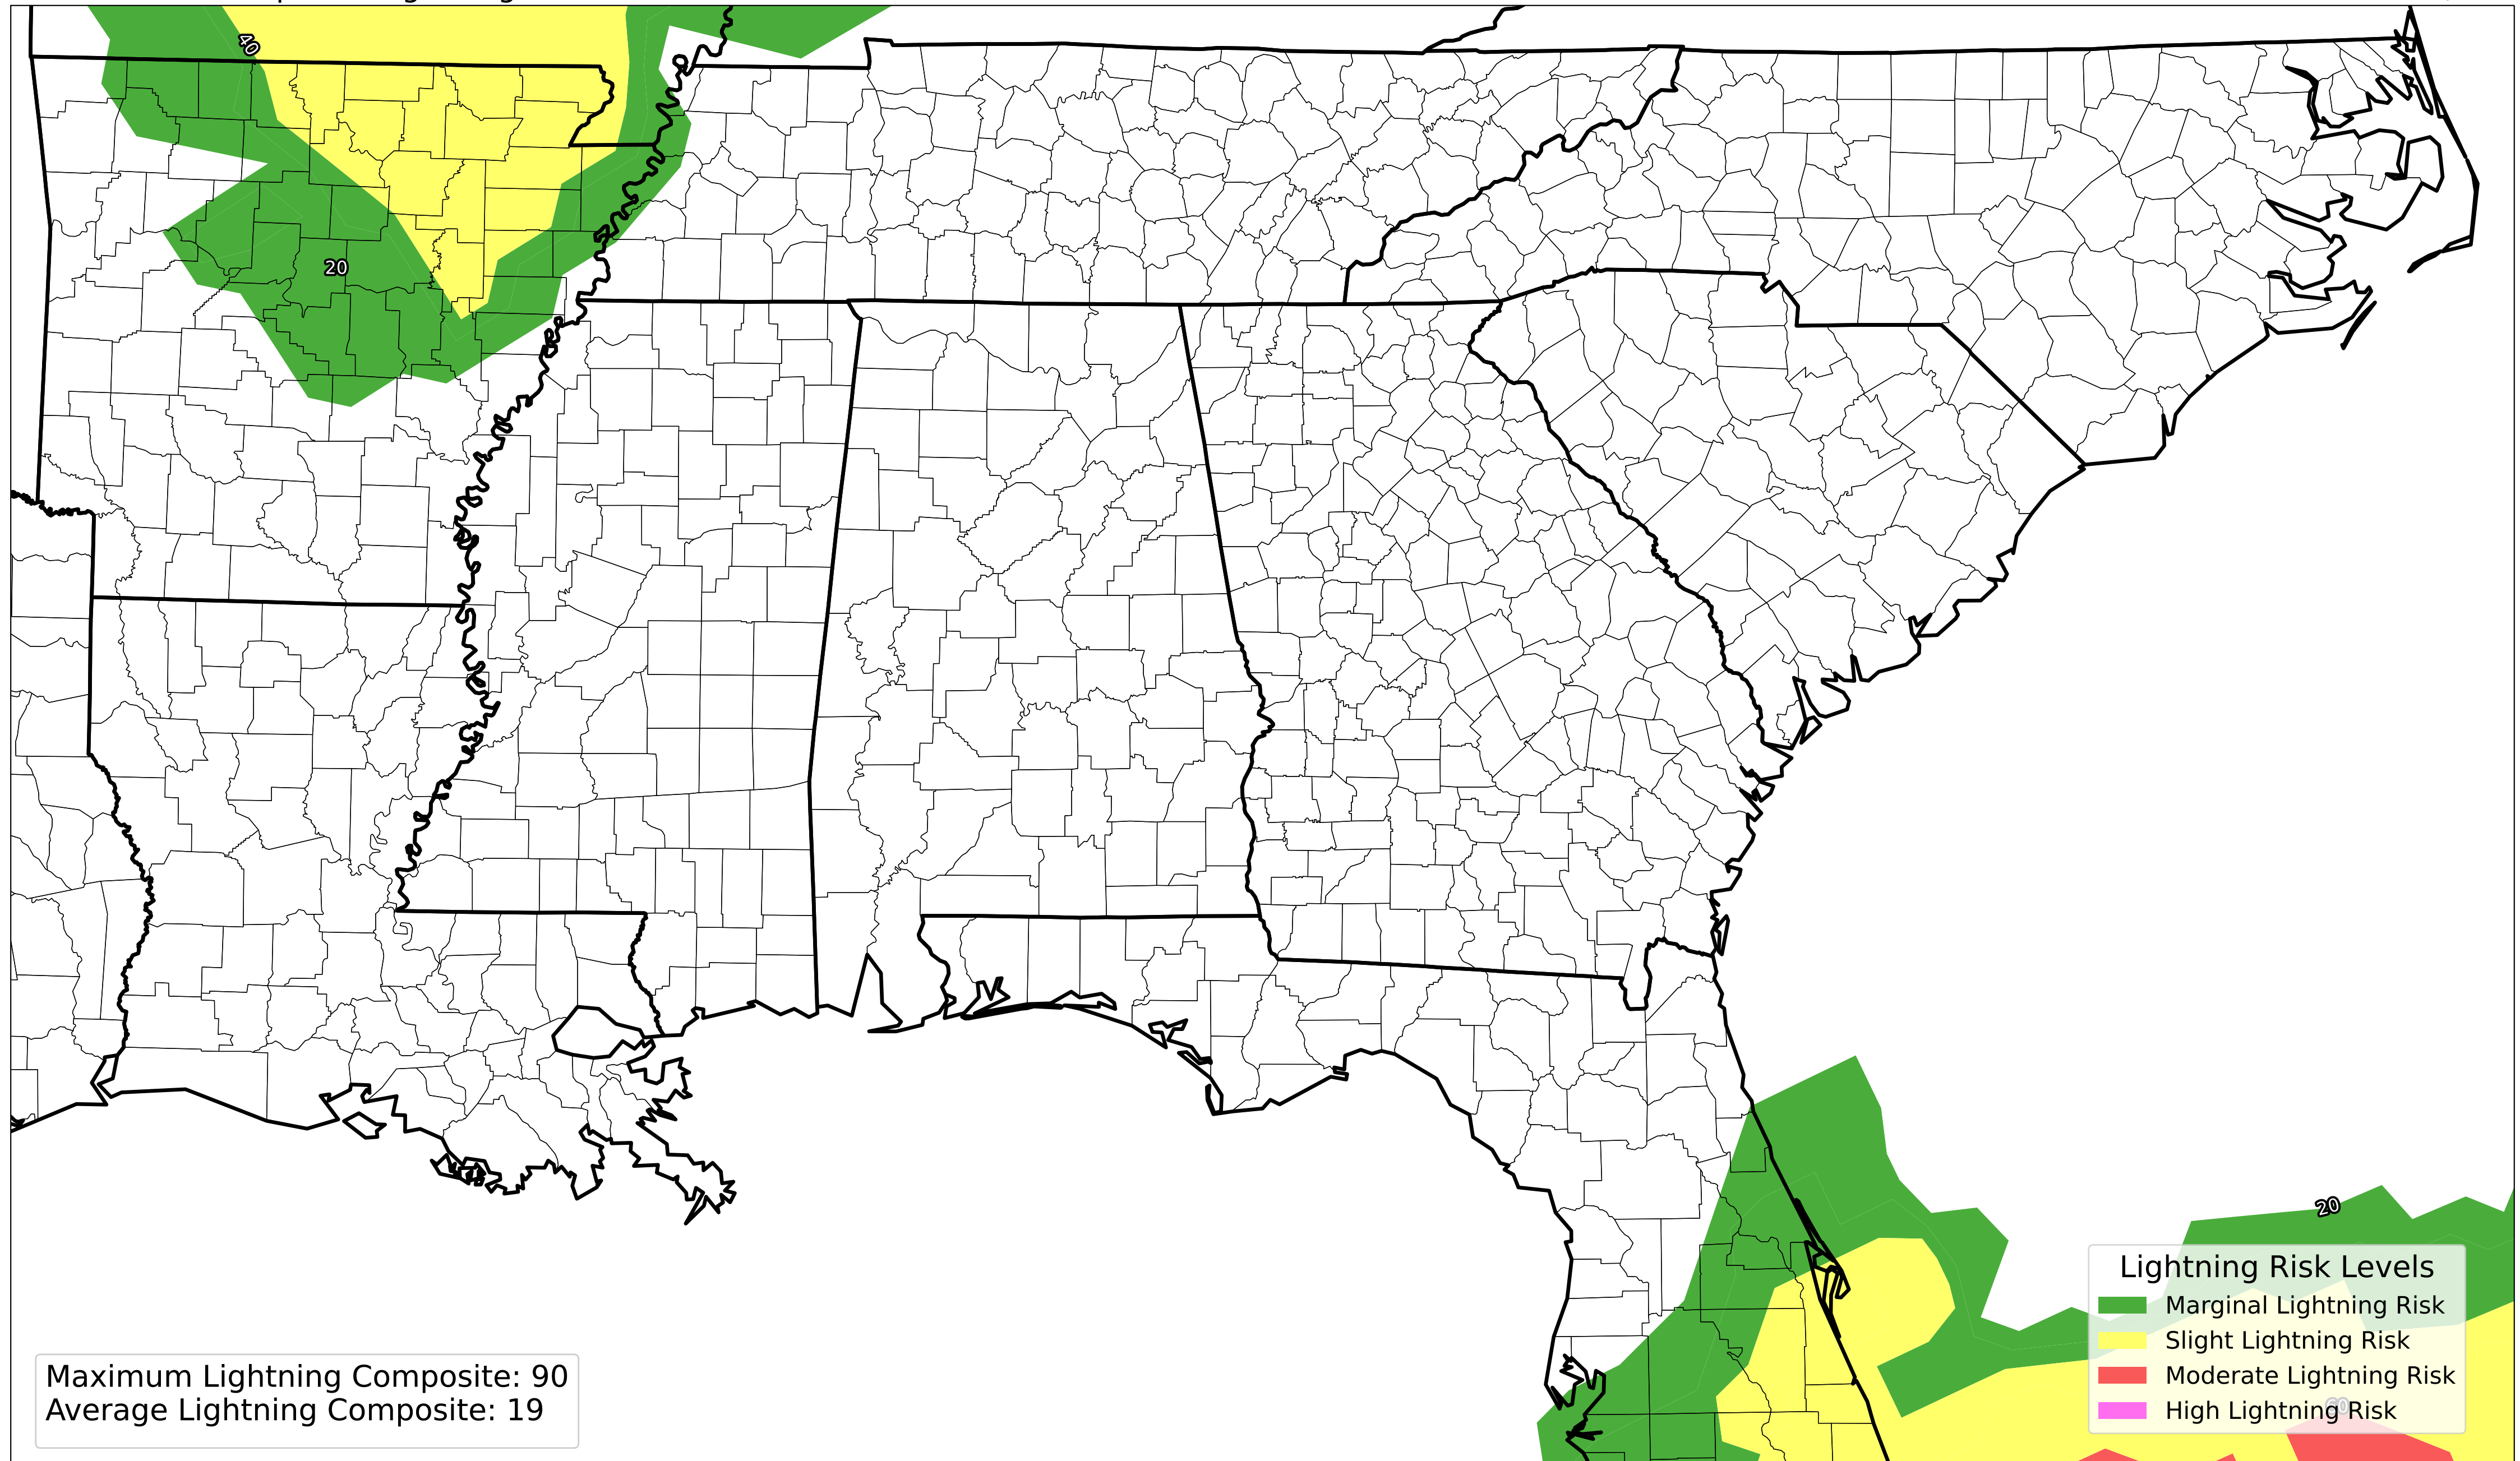 40
20
20
Lightning Risk Levels
Marginal Lightning Risk
Slight Lightning Risk
Moderate Lightning Risk
60
High Lightning Risk
Maximum Lightning Composite: 90
Average Lightning Composite: 19